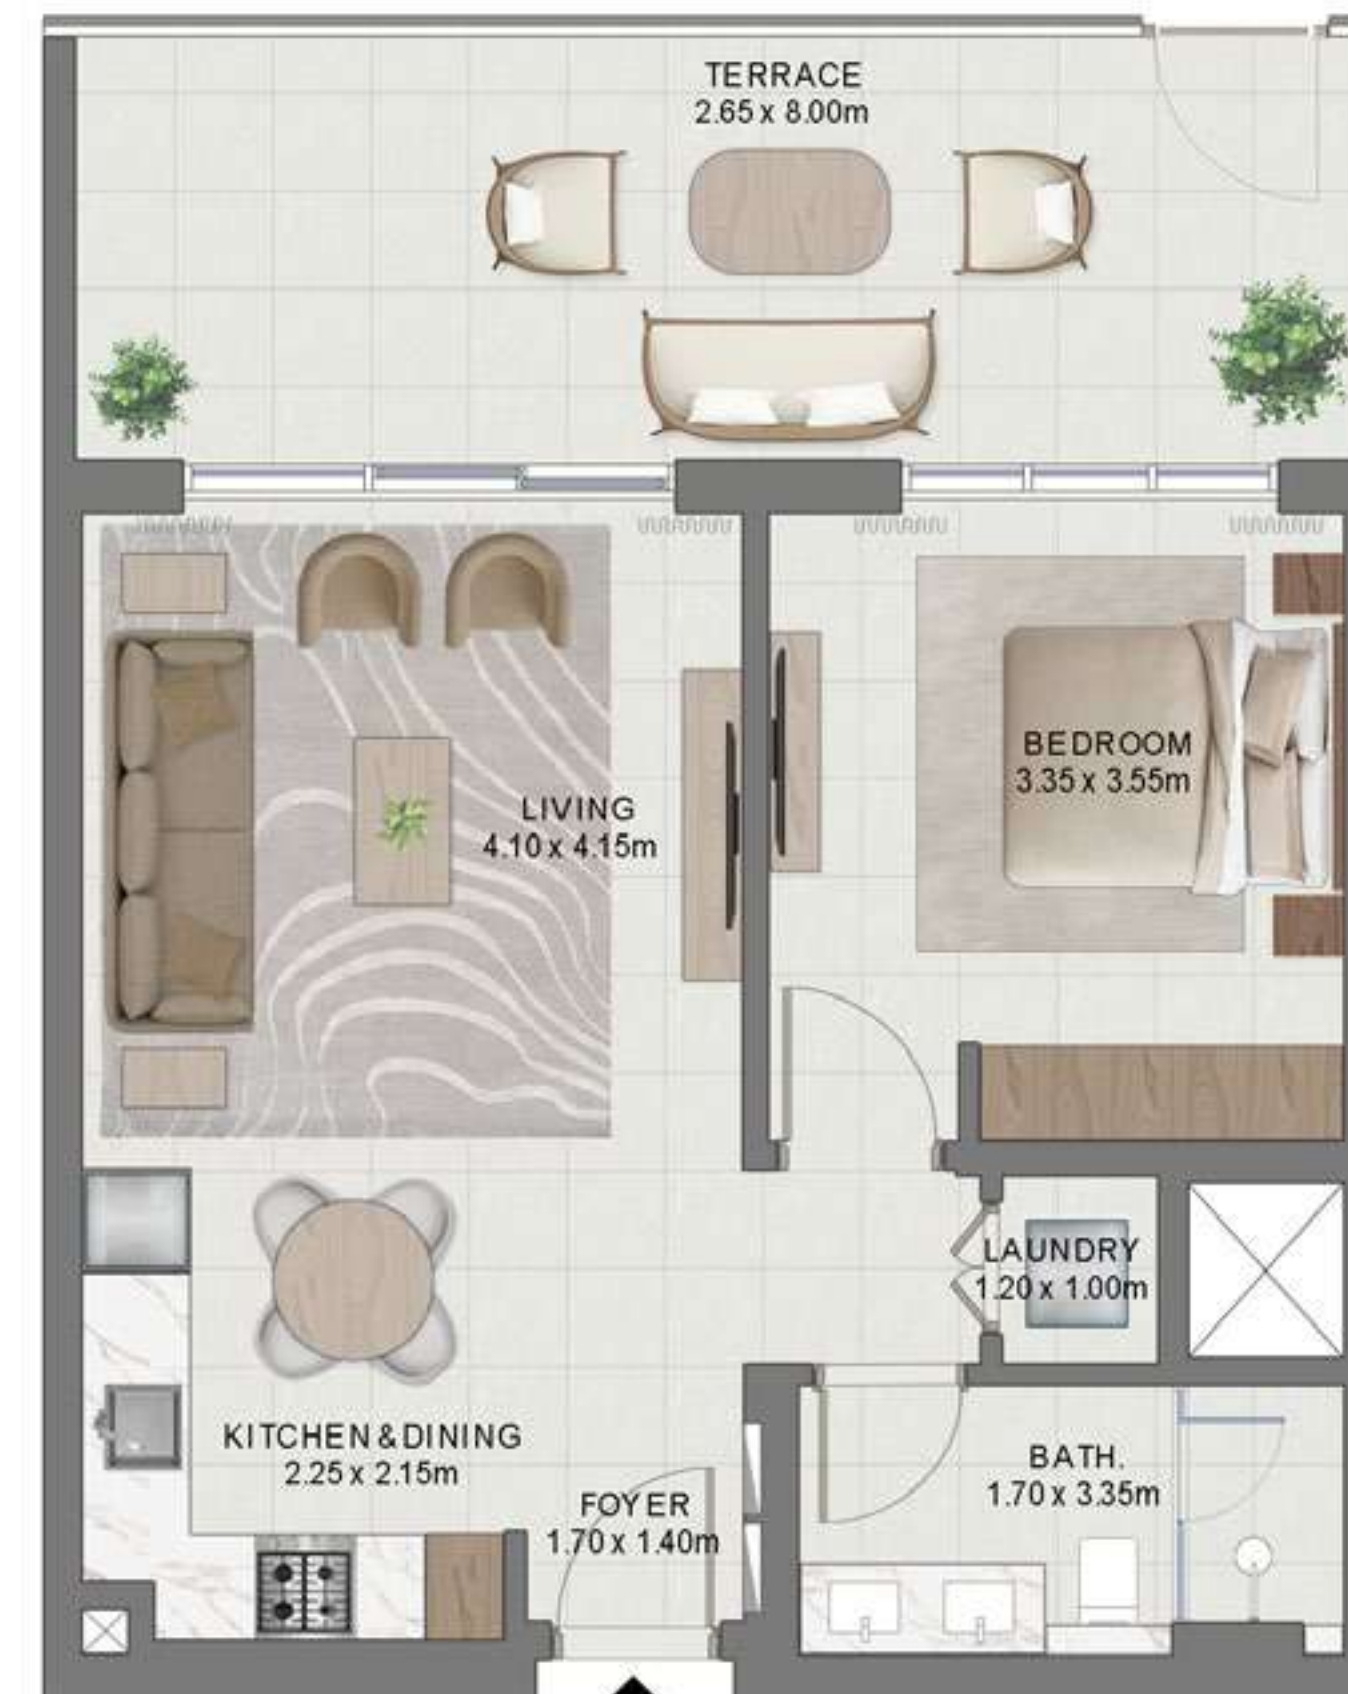 TERRACE
2.65 x 8.00m
LIVING
4.10 x 4.15m
BEDROOM
3.35 x 3.55m
LAUNDRY
1.20 x 1.00m
KITCHEN & DINING
2.25 x 2.15m
FOYER
1.70 x 1.40m
BATH.
1.70 x 3.35m